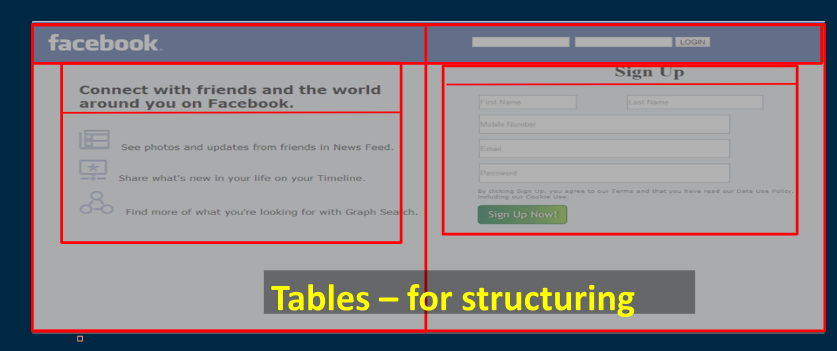 facebook.
LOGIN
Connect with friends and the world
around you on Facebook.
See photos and updates from friends in News Feed.
Share what's new in your life on your Timeline.
Find more of what you're looking for with Graph Search.
Sign Up
First Name
Last Name
Mobile Number
Email
Password
By clicking Sign Up, you agree to our Terms and that you have read our Data Use Policy,
including our Cookie Use.
Sign Up Now!
Tables – for structuring